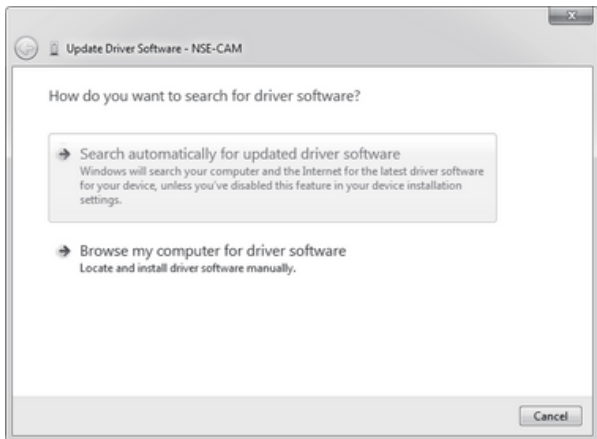 Update Driver Software - NSE-CAM
How do you want to search for driver software?
Search automatically for updated driver software
Windows will search your computer and the Internet for the latest driver software
for your device, unless you've disabled this feature in your device installation
settings.
Browse my computer for driver software
Locate and install driver software manually.
Cancel